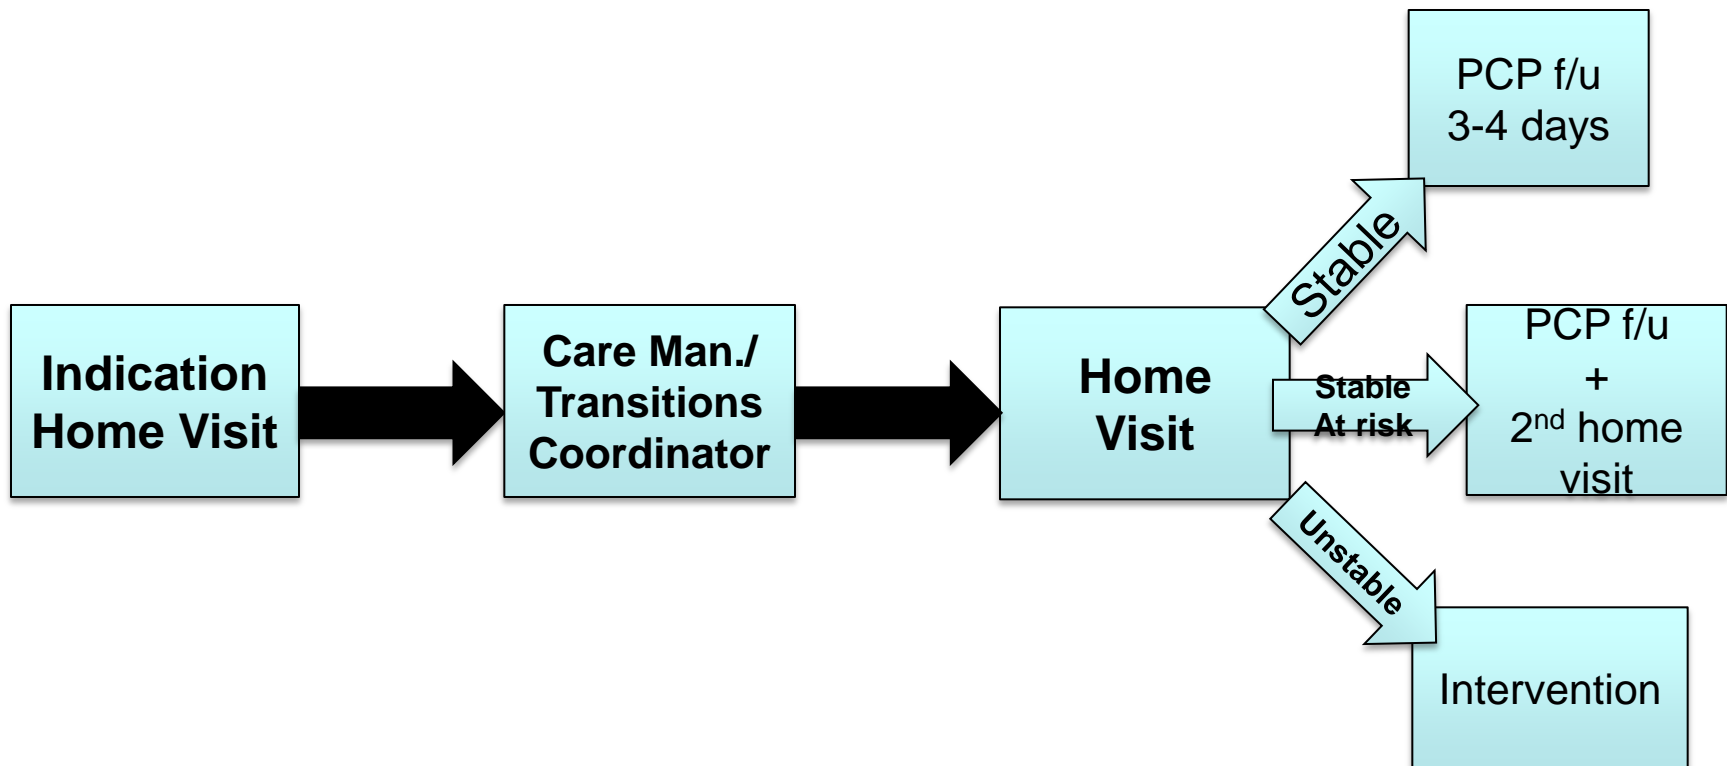 Indication
Home Visit
Care Man./
Transitions
Coordinator
Home
Visit
Stable
PCP f/u
3-4 days
Stable
At risk
PCP f/u
+
2nd home
visit
Unstable
Intervention